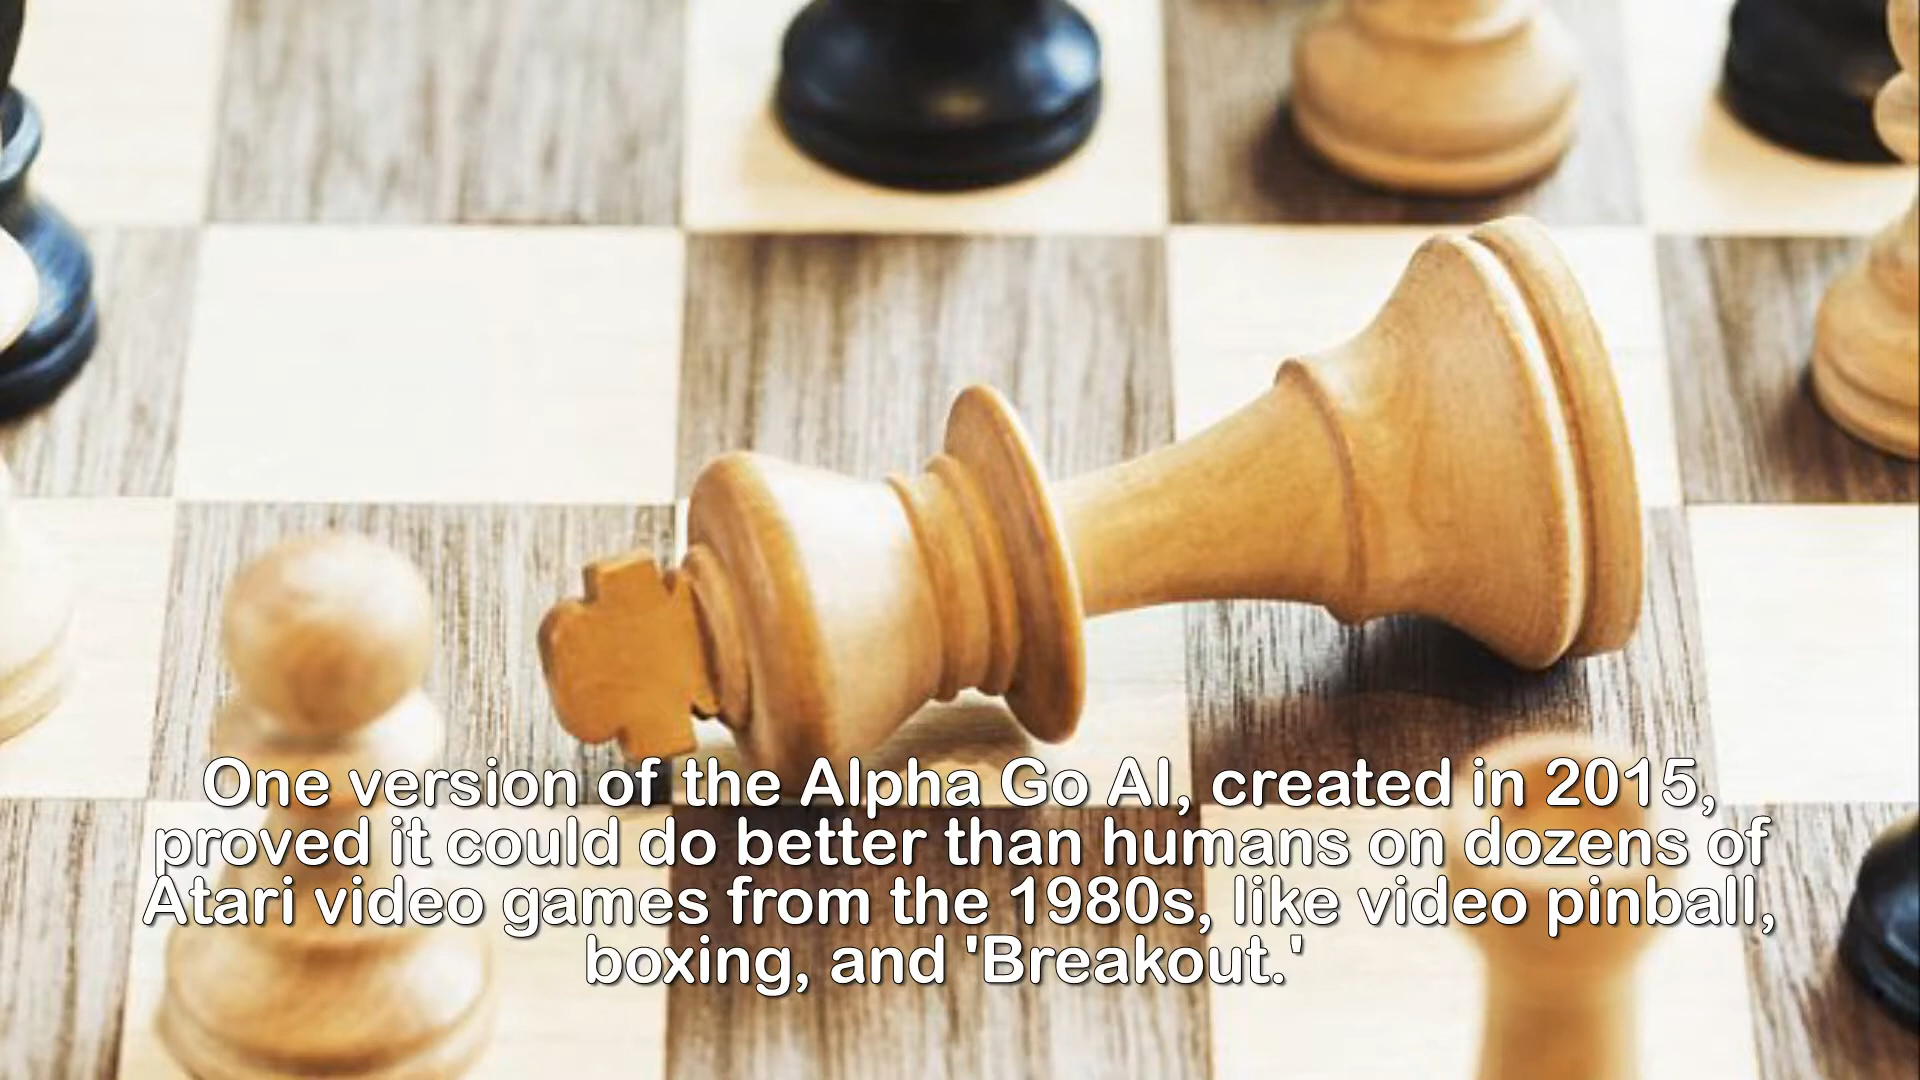 One version of the Alpha Go AI, created in 2015,
proved it could do better than humans on dozens of
Atari video games from the 1980s, like video pinball,
boxing, and 'Breakout.'